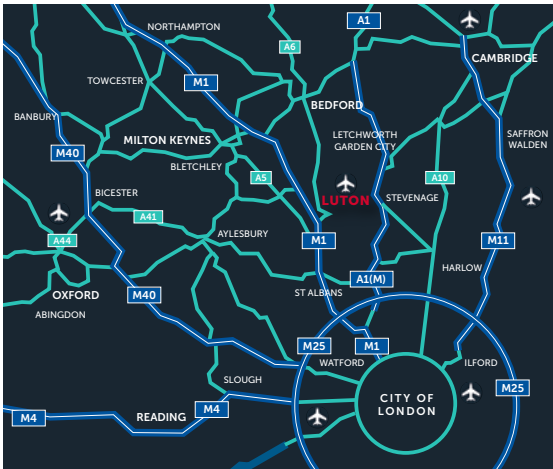 NORTHAMPTON
A1
A6
CAMBRIDGE
TOWCESTER
M1
BEDFORD
BANBURY
MILTON KEYNES
LETCHWORTH
GARDEN CITY
SAFFRON
WALDEN
M40
BLETCHLEY
A5
A10
BICESTER
LUTON
STEVENAGE
A41
A44
AYLESBURY
M1
M11
HARLOW
A1(M)
OXFORD
M40
ST ALBANS
ABINGDON
M25
M1
WATFORD
ILFORD
SLOUGH
M25
CITY OF
LONDON
M4
READING
M4